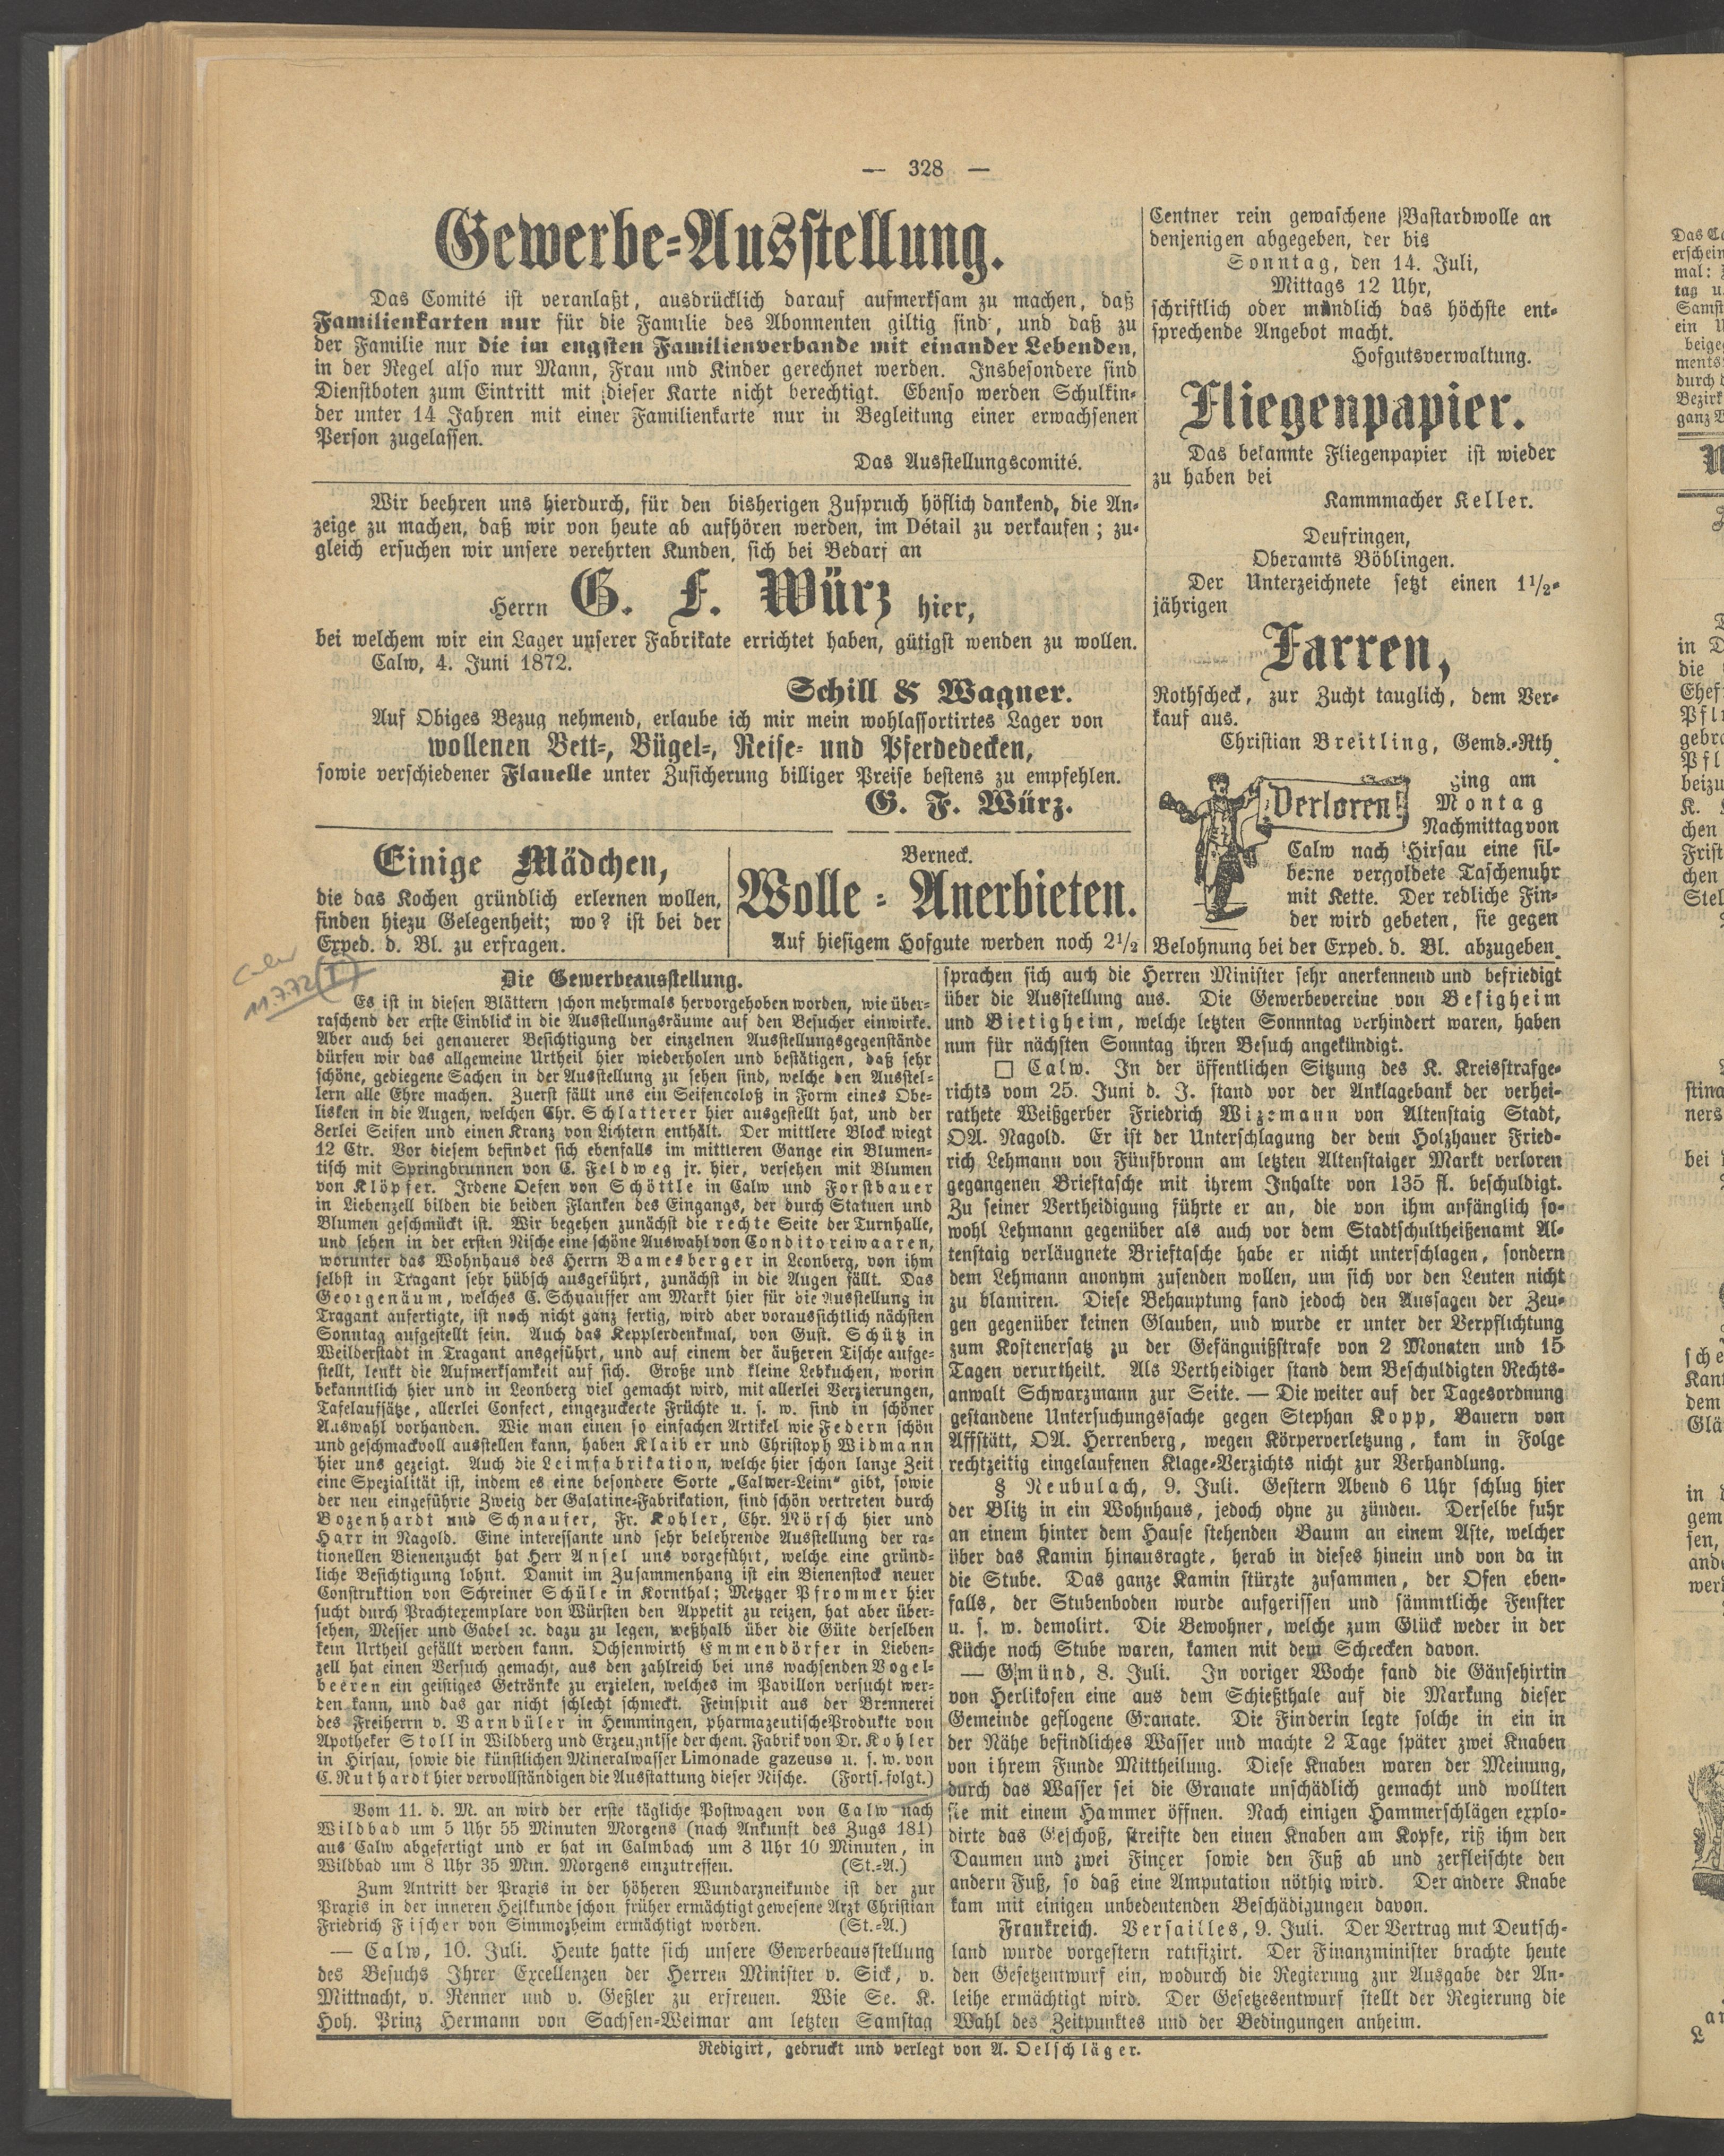 — 328 —
Gewerbe-Ausstellung.
Das Comité ist veranlaßt, ausdrücklich darauf aufmerksam zu machen, daß
Familienkarten nur für die Familie des Abonnenten giltig sind, und daß zu
der Familie nur die im engsten Familienverbande mit einander Lebenden,
in der Regel also nur Mann, Frau und Kinder gerechnet werden. Insbesondere sind
Dienstboten zum Eintritt mit dieser Karte nicht berechtigt. Ebenso werden Schulkin-
der unter 14 Jahren mit einer Familienkarte nur in Begleitung einer erwachsenen
Person zugelassen.
Das Ausstellungscomité.
Wir beehren uns hierdurch, für den bisherigen Zuspruch höflich dankend, die An-
zeige zu machen, daß wir von heute ab aufhören werden, im Détail zu verkaufen; zu-
gleich ersuchen wir unsere verehrten Kunden, sich bei Bedarf an
Herrn G. F. Würz hier,
bei welchem wir ein Lager unserer Fabrikate errichtet haben, gütigst wenden zu wollen.
Calw, 4. Juni 1872.
Schill & Wagner.
Auf Obiges Bezug nehmend, erlaube ich mir mein wohlassortirtes Lager von
wollenen Bett-, Bügel-, Reise- und Pferdedecken,
sowie verschiedener Flanelle unter Zusicherung billiger Preise bestens zu empfehlen.
G. F. Würz.
Einige Mädchen,
die das Kochen gründlich erlernen wollen,
finden hiezu Gelegenheit; wo? ist bei der
Exped. d. Bl. zu erfragen.
Berneck.
Wolle-Anerbieten.
Auf hiesigem Hofgute werden noch 2½
Centner rein gewaschene Bastardwolle an
denjenigen abgegeben, der bis
Sonntag, den 14. Juli,
Mittags 12 Uhr,
schriftlich oder mündlich das höchste ent-
sprechende Angebot macht.
Hofgutsverwaltung.
Fliegenpapier.
Das bekannte Fliegenpapier ist wieder
zu haben bei
Kammmacher Keller.
Deufringen,
Oberamts Böblingen.
Der Unterzeichnete setzt einen 1½-
jährigen
Farren,
Rothscheck, zur Zucht tauglich, dem Ver-
kauf aus.
Christian Breitling, Gemd.-Rth.
Verloren!
ging am
Montag
Nachmittag von
Calw nach Hirsau eine sil-
berne vergoldete Taschenuhr
mit Kette. Der redliche Fin-
der wird gebeten, sie gegen
Belohnung bei der Exped. d. Bl. abzugeben.
Calw
11.7.72 (I)
Die Gewerbeausstellung.
Es ist in diesen Blättern schon mehrmals hervorgehoben worden, wie über-
raschend der erste Einblick in die Ausstellungsräume auf den Besucher einwirke.
Aber auch bei genauerer Besichtigung der einzelnen Ausstellungsgegenstände
dürfen wir das allgemeine Urtheil hier wiederholen und bestätigen, daß sehr
schöne, gediegene Sachen in der Ausstellung zu sehen sind, welche den Ausstel-
lern alle Ehre machen. Zuerst fällt uns ein Seifencoloß in Form eines Obe-
lisken in die Augen, welchen Chr. Schlatterer hier ausgestellt hat, und der
8erlei Seifen und einen Kranz von Lichtern enthält. Der mittlere Block wiegt
12 Ctr. Vor diesem befindet sich ebenfalls im mittleren Gange ein Blumen-
tisch mit Springbrunnen von C. Feldweg jr. hier, versehen mit Blumen
von Klöpfer. Irdene Oefen von Schöttle in Calw und Forstbauer
in Liebenzell bilden die beiden Flanken des Eingangs, der durch Statuen und
Blumen geschmückt ist. Wir begehen zunächst die rechte Seite der Turnhalle,
und sehen in der ersten Nische eine schöne Auswahl von Conditoreiwaaren,
worunter das Wohnhaus des Herrn Bamesberger in Leonberg, von ihm
selbst in Tragant sehr hübsch ausgeführt, zunächst in die Augen fällt. Das
Georgenäum, welches C. Schnauffer am Markt hier für die Ausstellung in
Tragant anfertigte, ist noch nicht ganz fertig, wird aber voraussichtlich nächsten
Sonntag aufgestellt sein. Auch das Kepplerdenkmal, von Gust. Schütz in
Weilderstadt in Tragant ausgeführt, und auf einem der äußeren Tische aufge-
stellt, lenkt die Aufmerksamkeit auf sich. Große und kleine Lebkuchen, worin
bekanntlich hier und in Leonberg viel gemacht wird, mit allerlei Verzierungen,
Tafelaufsätze, allerlei Confect, eingezuckerte Früchte u. s. w. sind in schöner
Auswahl vorhanden. Wie man einen so einfachen Artikel wie Federn schön
und geschmackvoll ausstellen kann, haben Klaiber und Christoph Widmann
hier uns gezeigt. Auch die Leimfabrikation, welche hier schon lange Zeit
eine Spezialität ist, indem es eine besondere Sorte „Calwer-Leim“ gibt, sowie
der neu eingeführte Zweig der Galatine-Fabrikation, sind schön vertreten durch
Bozenhardt und Schnaufer, Fr. Kohler, Chr. Mörsch hier und
Harr in Nagold. Eine interessante und sehr belehrende Ausstellung der ra-
tionellen Bienenzucht hat Herr Ansel uns vorgeführt, welche eine gründ-
liche Besichtigung lohnt. Damit im Zusammenhang ist ein Bienenstock neuer
Construktion von Schreiner Schüle in Kornthal; Metzger Pfrommer hier
sucht durch Prachtexemplare von Würsten den Appetit zu reizen, hat aber über-
sehen, Messer und Gabel ꝛc. dazu zu legen, weßhalb über die Güte derselben
kein Urtheil gefällt werden kann. Ochsenwirth Emmendörfer in Lieben-
zell hat einen Versuch gemacht, aus den zahlreich bei uns wachsenden Vogel-
beeren ein geistiges Getränke zu erzielen, welches im Pavillon versucht wer-
den kann, und das gar nicht schlecht schmeckt. Feinsprit aus der Brennerei
des Freiherrn v. Varnbüler in Hemmingen, pharmazeutische Produkte von
Apotheker Stoll in Wildberg und Erzeugnisse der chem. Fabrik von Dr. Kohler
in Hirsau, sowie die künstlichen Mineralwasser Limonade gazeuse u. s. w. von
C. Ruthardt hier vervollständigen die Ausstattung dieser Nische. (Forts. folgt.)
Vom 11. d. M. an wird der erste tägliche Postwagen von Calw nach
Wildbad um 5 Uhr 55 Minuten Morgens (nach Ankunft des Zugs 181)
aus Calw abgefertigt und er hat in Calmbach um 8 Uhr 10 Minuten, in
Wildbad um 8 Uhr 35 Min. Morgens einzutreffen. (St.-A.)
Zum Antritt der Praxis in der höheren Wundarzneikunde ist der zur
Praxis in der inneren Heilkunde schon früher ermächtigt gewesene Arzt Christian
Friedrich Fischer von Simmozheim ermächtigt worden. (St.-A.)
— Calw, 10. Juli. Heute hatte sich unsere Gewerbeausstellung
des Besuchs Ihrer Excellenzen der Herren Minister v. Sick, v.
Mittnacht, v. Renner und v. Geßler zu erfreuen. Wie Se. K.
Hoh. Prinz Hermann von Sachsen-Weimar am letzten Samstag
sprachen sich auch die Herren Minister sehr anerkennend und befriedigt
über die Ausstellung aus. Die Gewerbevereine von Besigheim
und Bietigheim, welche letzten Sonnntag verhindert waren, haben
nun für nächsten Sonntag ihren Besuch angekündigt.
□ Calw. In der öffentlichen Sitzung des K. Kreisstrafge-
richts vom 25. Juni d. J. stand vor der Anklagebank der verhei-
rathete Weißgerber Friedrich Wizemann von Altenstaig Stadt,
OA. Nagold. Er ist der Unterschlagung der dem Holzhauer Fried-
rich Lehmann von Fünfbronn am letzten Altenstaiger Markt verloren
gegangenen Brieftasche mit ihrem Inhalte von 135 fl. beschuldigt.
Zu seiner Vertheidigung führte er an, die von ihm anfänglich so-
wohl Lehmann gegenüber als auch vor dem Stadtschultheißenamt Al-
tenstaig verläugnete Brieftasche habe er nicht unterschlagen, sondern
dem Lehmann anonym zusenden wollen, um sich vor den Leuten nicht
zu blamiren. Diese Behauptung fand jedoch den Aussagen der Zeu-
gen gegenüber keinen Glauben, und wurde er unter der Verpflichtung
zum Kostenersatz zu der Gefängnißstrafe von 2 Monaten und 15
Tagen verurtheilt. Als Vertheidiger stand dem Beschuldigten Rechts-
anwalt Schwarzmann zur Seite. — Die weiter auf der Tagesordnung
gestandene Untersuchungssache gegen Stephan Kopp, Bauern von
Affstätt, OA. Herrenberg, wegen Körperverletzung, kam in Folge
rechtzeitig eingelaufenen Klage-Verzichts nicht zur Verhandlung.
§ Neubulach, 9. Juli. Gestern Abend 6 Uhr schlug hier
der Blitz in ein Wohnhaus, jedoch ohne zu zünden. Derselbe fuhr
an einem hinter dem Hause stehenden Baum an einem Aste, welcher
über das Kamin hinausragte, herab in dieses hinein und von da in
die Stube. Das ganze Kamin stürzte zusammen, der Ofen eben-
falls, der Stubenboden wurde aufgerissen und sämmtliche Fenster
u. s. w. demolirt. Die Bewohner, welche zum Glück weder in der
Küche noch Stube waren, kamen mit dem Schrecken davon.
— Gmünd, 8. Juli. In voriger Woche fand die Gänsehirtin
von Herlikofen eine aus dem Schießthale auf die Markung dieser
Gemeinde geflogene Granate. Die Finderin legte solche in ein in
der Nähe befindliches Wasser und machte 2 Tage später zwei Knaben
von ihrem Funde Mittheilung. Diese Knaben waren der Meinung,
durch das Wasser sei die Granate unschädlich gemacht und wollten
sie mit einem Hammer öffnen. Nach einigen Hammerschlägen explo-
dirte das Geschoß, streifte den einen Knaben am Kopfe, riß ihm den
Daumen und zwei Finger sowie den Fuß ab und zerfleischte den
andern Fuß, so daß eine Amputation nöthig wird. Der andere Knabe
kam mit einigen unbedeutenden Beschädigungen davon.
Frankreich. Versailles, 9. Juli. Der Vertrag mit Deutsch-
land wurde vorgestern ratifizirt. Der Finanzminister brachte heute
den Gesetzentwurf ein, wodurch die Regierung zur Ausgabe der An-
leihe ermächtigt wird. Der Gesetzesentwurf stellt der Regierung die
Wahl des Zeitpunktes und der Bedingungen anheim.
Redigirt, gedruckt und verlegt von A. Oelschläger.